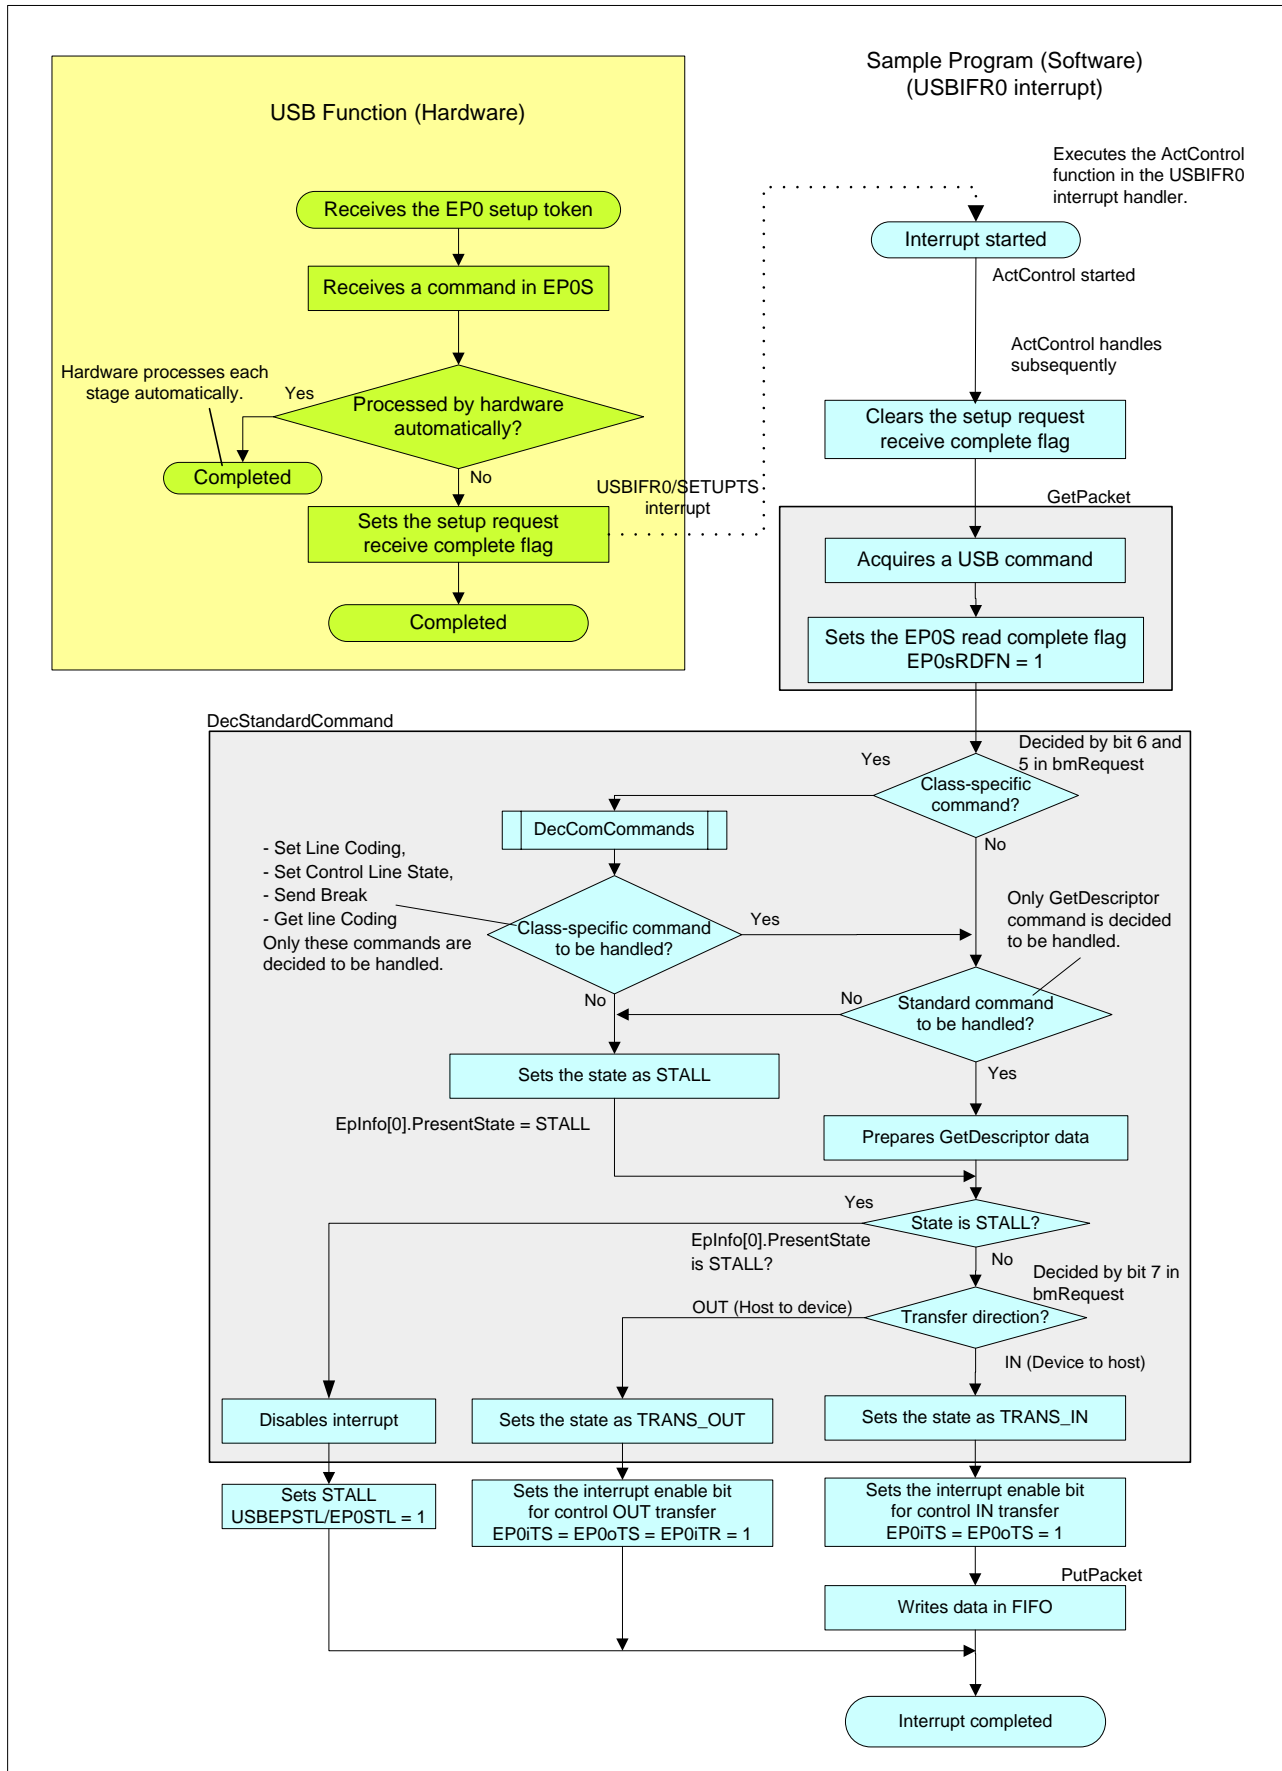 Sample Program (Software)
(USBIFR0 interrupt)
USB Function (Hardware)
Executes the ActControl
function in the USBIFR0
interrupt handler.
Receives the EP0 setup token
Interrupt started
ActControl started
Receives a command in EP0S
ActControl handles
subsequently
Hardware processes each
stage automatically.
Yes
Processed by hardware
automatically?
Clears the setup request
receive complete flag
Completed
No
USBIFR0/SETUPTS
interrupt
GetPacket
Sets the setup request
receive complete flag
Acquires a USB command
Completed
Sets the EP0S read complete flag
EP0sRDFN = 1
DecStandardCommand
Decided by bit 6 and
5 in bmRequest
Yes
Class-specific
command?
DecComCommands
No
- Set Line Coding,
- Set Control Line State,
- Send Break
- Get line Coding
Only these commands are
decided to be handled.
Class-specific command
to be handled?
Yes
Only GetDescriptor
command is decided
to be handled.
No
No
Standard command
to be handled?
Sets the state as STALL
Yes
EpInfo[0].PresentState = STALL
Prepares GetDescriptor data
Yes
State is STALL?
EpInfo[0].PresentState
is STALL?
No
Decided by bit 7 in
bmRequest
OUT (Host to device)
Transfer direction?
IN (Device to host)
Disables interrupt
Sets the state as TRANS_OUT
Sets the state as TRANS_IN
Sets STALL
USBEPSTL/EP0STL = 1
Sets the interrupt enable bit
for control OUT transfer
EP0iTS = EP0oTS = EP0iTR = 1
Sets the interrupt enable bit
for control IN transfer
EP0iTS = EP0oTS = 1
PutPacket
Writes data in FIFO
Interrupt completed